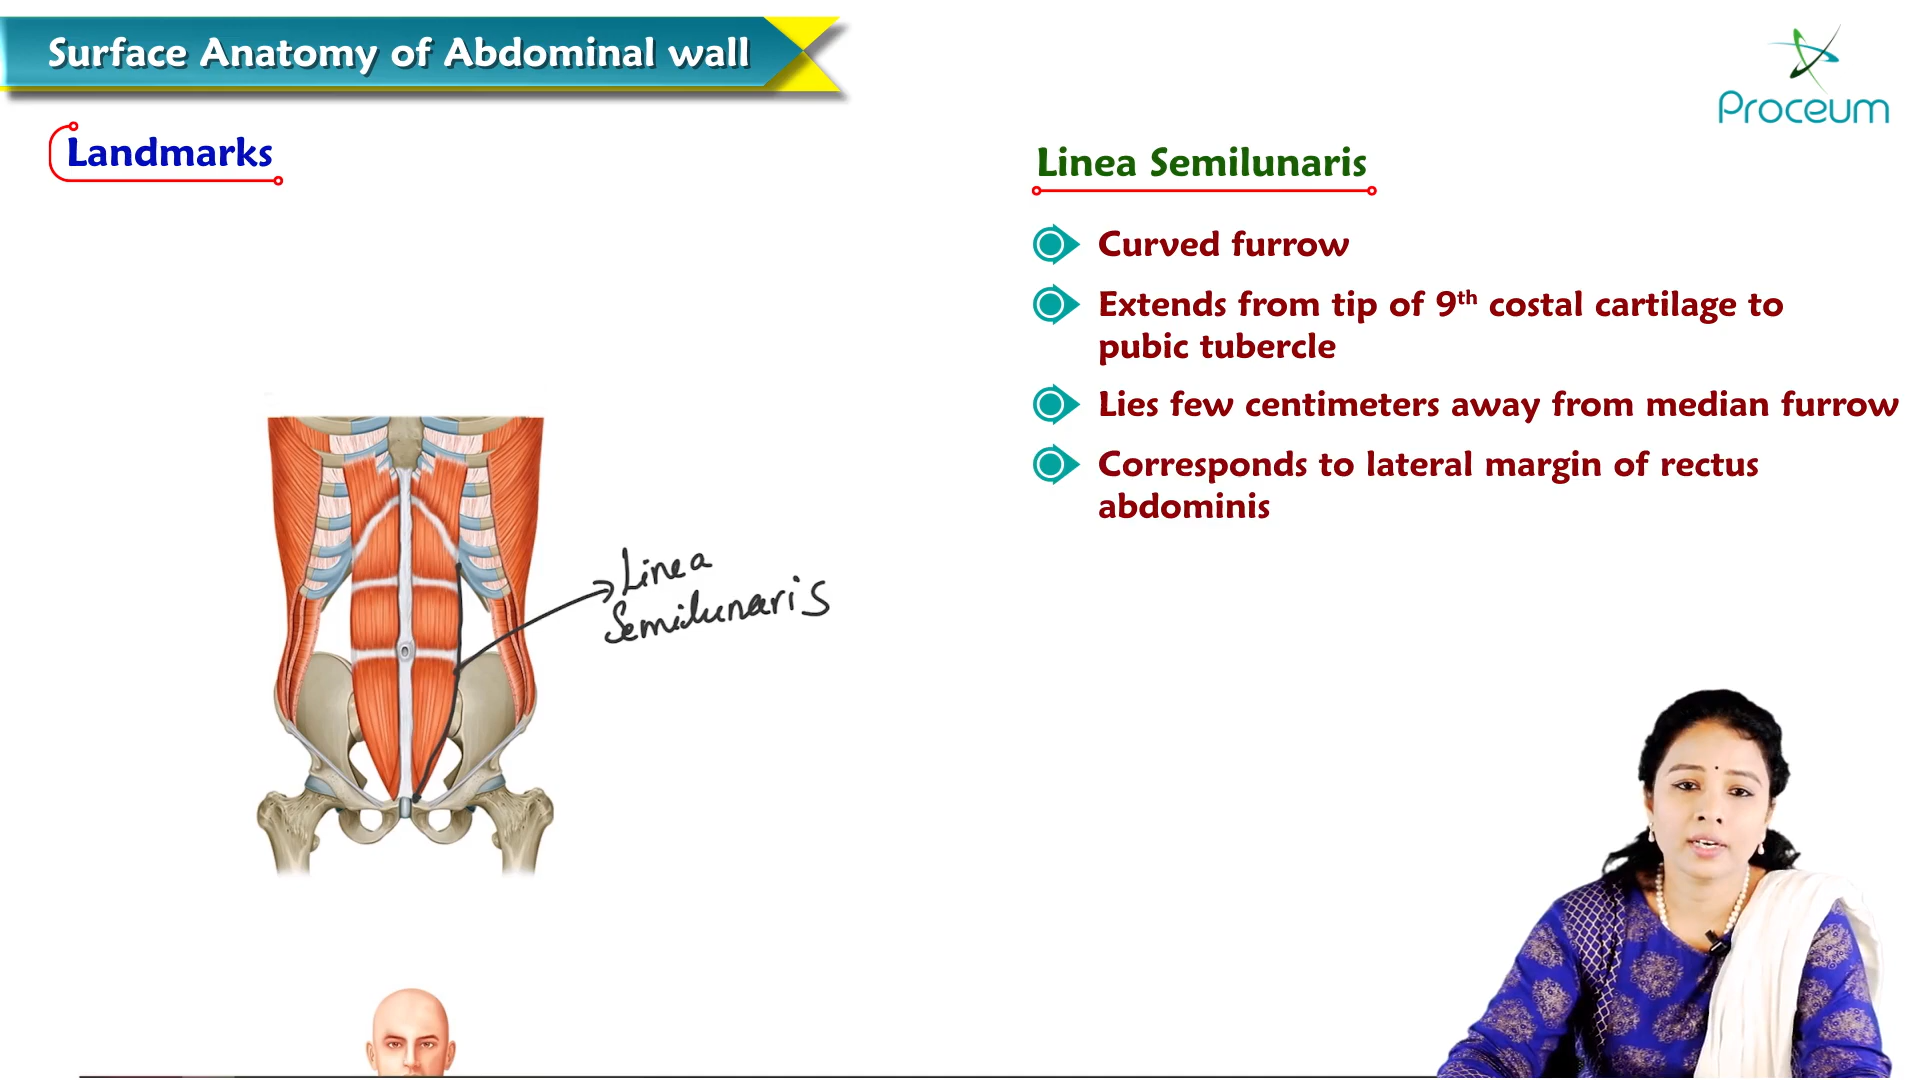 Surface Anatomy of Abdominal wall
Proceum
Landmarks
Linea Semilunaris
Curved furrow
Extends from tip of 9th costal cartilage to
pubic tubercle
Lies few centimeters away from median furrow
Corresponds to lateral margin of rectus
abdominis
Linea
Semilunaris